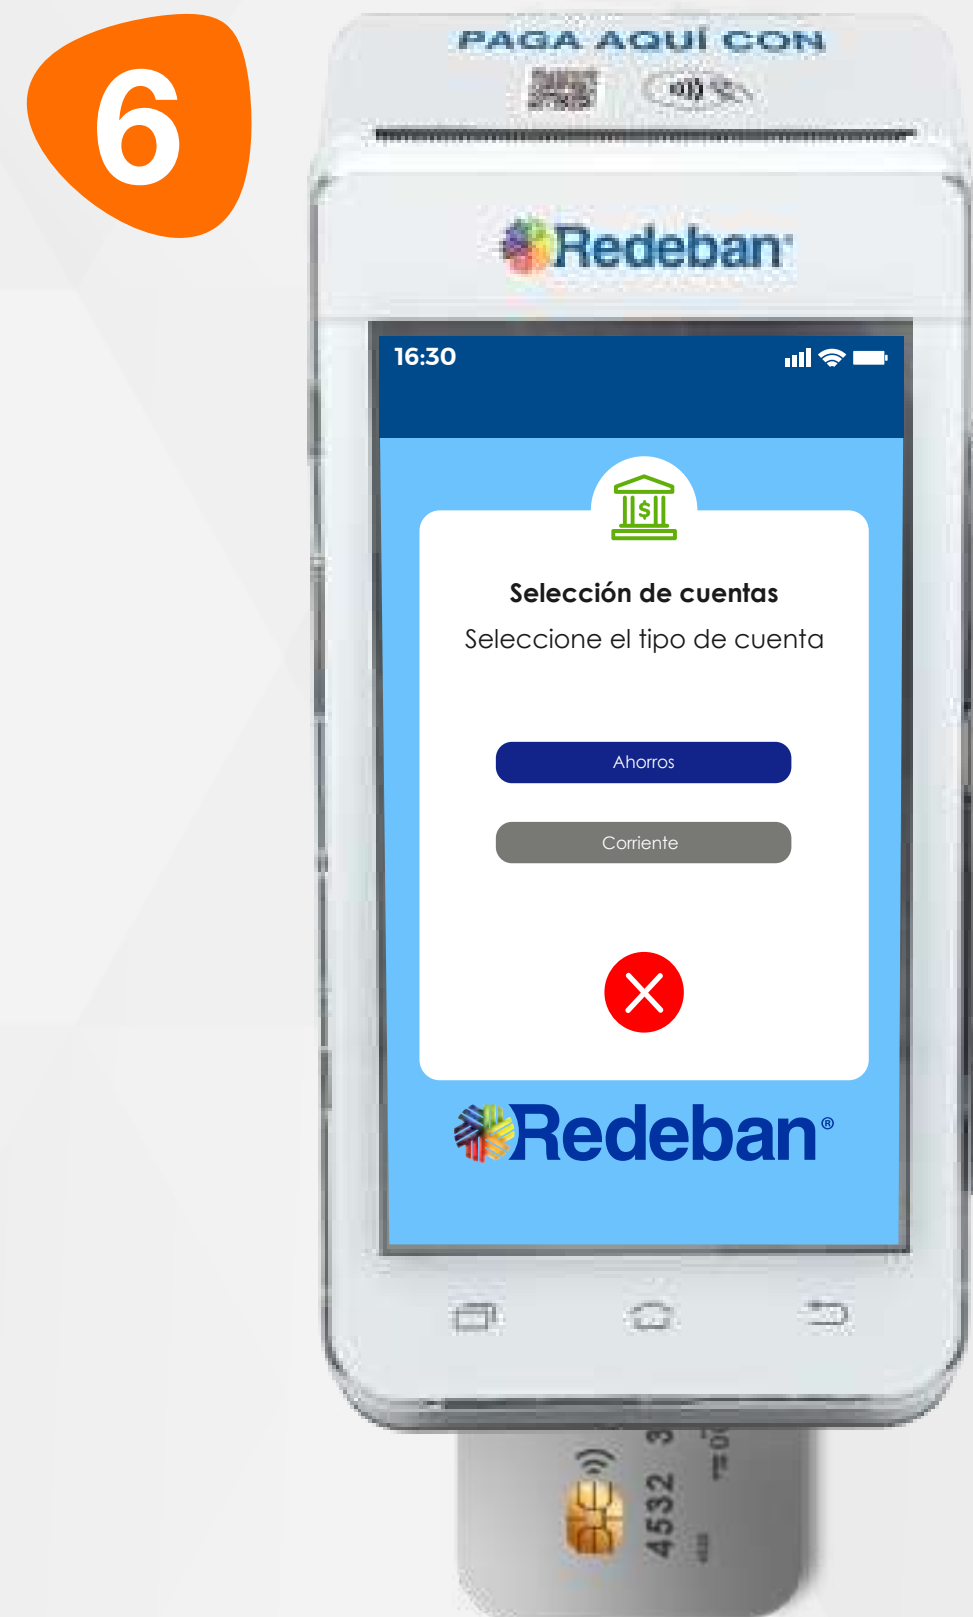 6
PAGA AQUÍ CON
Redeban
16:30
Selección de cuentas
Seleccione el tipo de cuenta
Ahorros
Corriente
Redeban®
4532 3